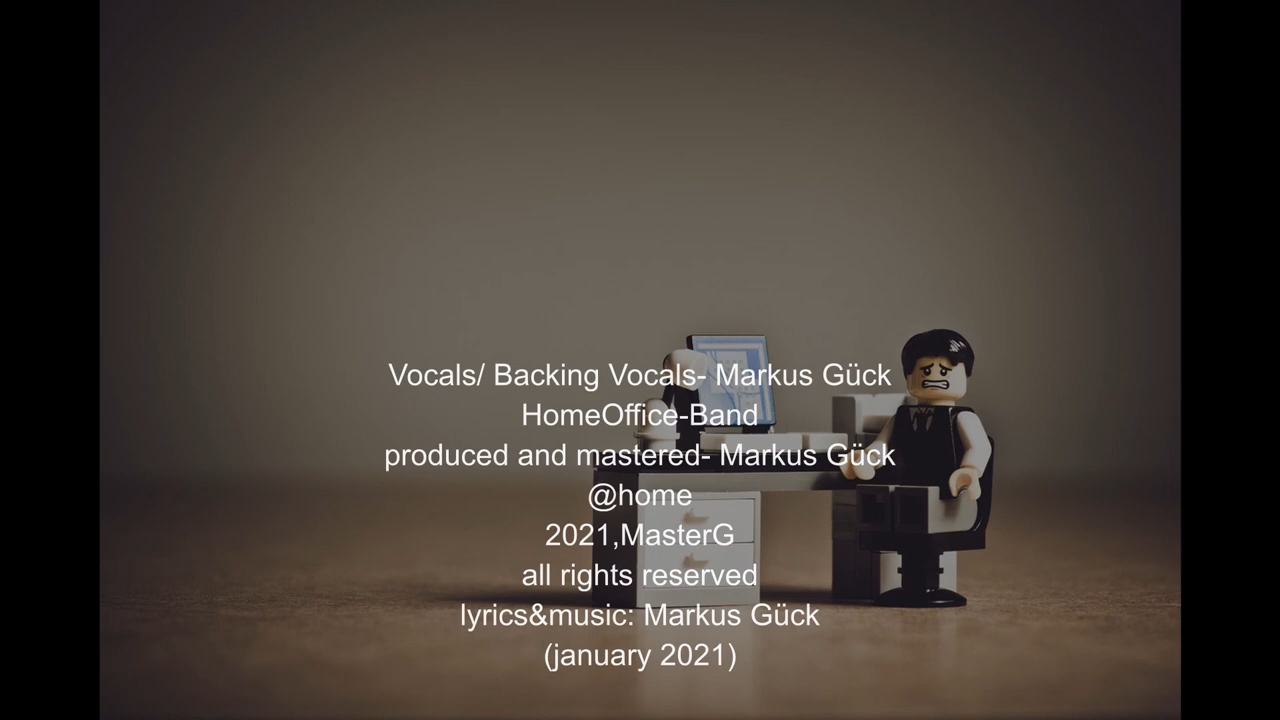 Vocals/ Backing Vocals- Markus Gück
HomeOffice-Band
produced and mastered- Markus Gück
@home
2021,MasterG
all rights reserved
lyrics&music: Markus Gück
(january 2021)